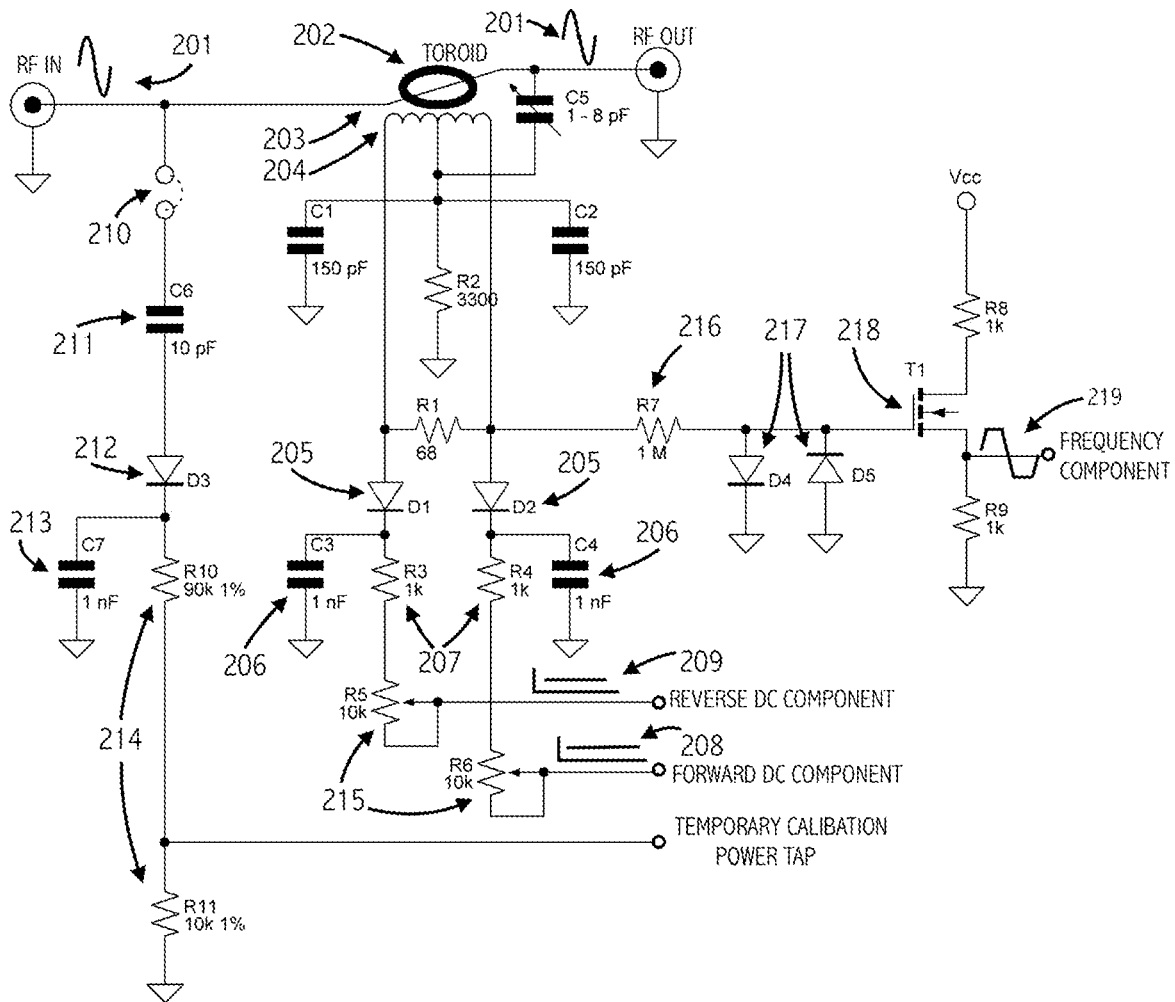 201
RF OUT
202
TOROID
RF IN
201
C5
1 - 8 pF
203
204
210
C1
150 pF
C2
150 pF
R2
3300
Vcc
C6
10 pF
211
R8
1k
216
217
218
T1
R1
68
R7
1 M
219
FREQUENCY
COMPONENT
212
D3
205
D1
D2
205
D4
D5
R9
1k
213
C7
1 nF
R10
90k 1%
C3
1 nF
R3
1k
R4
1k
C4
1 nF
206
206
207
209
R5
10k
REVERSE DC COMPONENT
214
208
215
R6
10k
FORWARD DC COMPONENT
TEMPORARY CALIBATION
POWER TAP
R11
10k 1%